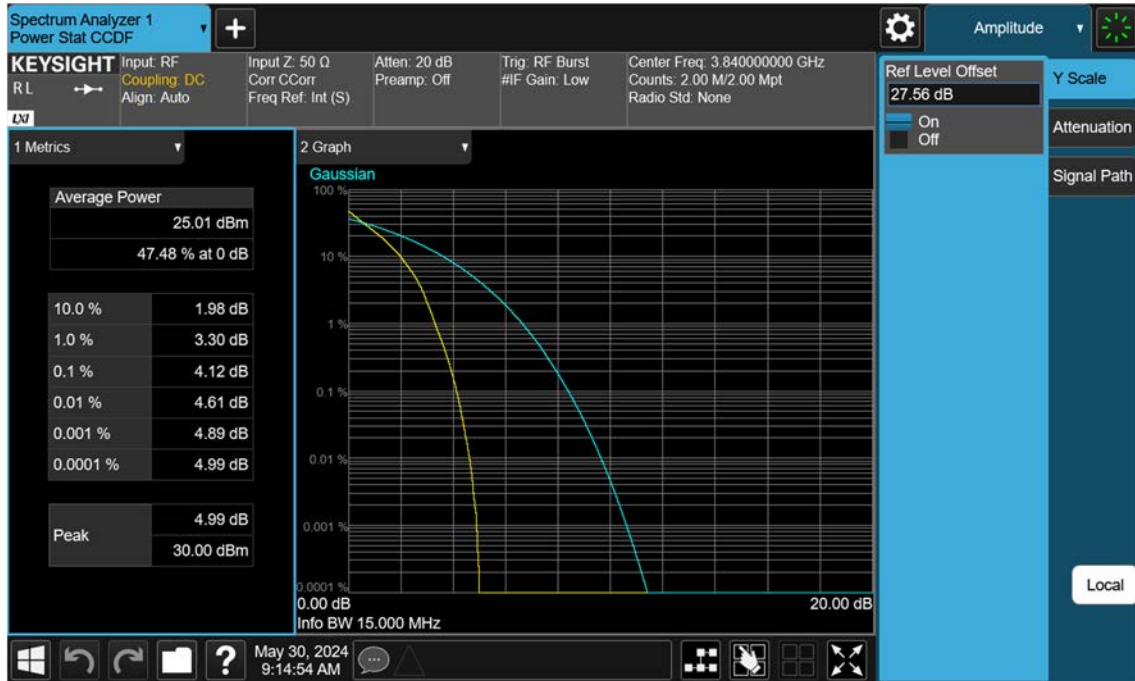 Spectrum Analyzer 1
Power Stat CCDF
Amplitude
KEYSIGHT
R L
LXI
Input: RF
Coupling: DC
Align: Auto
Input Z: 50 Ω
Corr CCorr
Freq Ref: Int (S)
Atten: 20 dB
Preamp: Off
Trig: RF Burst
#IF Gain: Low
Center Freq: 3.840000000 GHz
Counts: 2.00 M/2.00 Mpt
Radio Std: None
Ref Level Offset
27.56 dB
On
Off
Y Scale
Attenuation
Signal Path
1 Metrics
Average Power
25.01 dBm
47.48 % at 0 dB
10.0 % 1.98 dB
1.0 % 3.30 dB
0.1 % 4.12 dB
0.01 % 4.61 dB
0.001 % 4.89 dB
0.0001 % 4.99 dB
Peak
4.99 dB
30.00 dBm
2 Graph
Gaussian
100 %
10 %
1 %
0.1 %
0.01 %
0.001 %
0.0001 %
0.00 dB 20.00 dB
Info BW 15.000 MHz
Local
?
May 30, 2024
9:14:54 AM